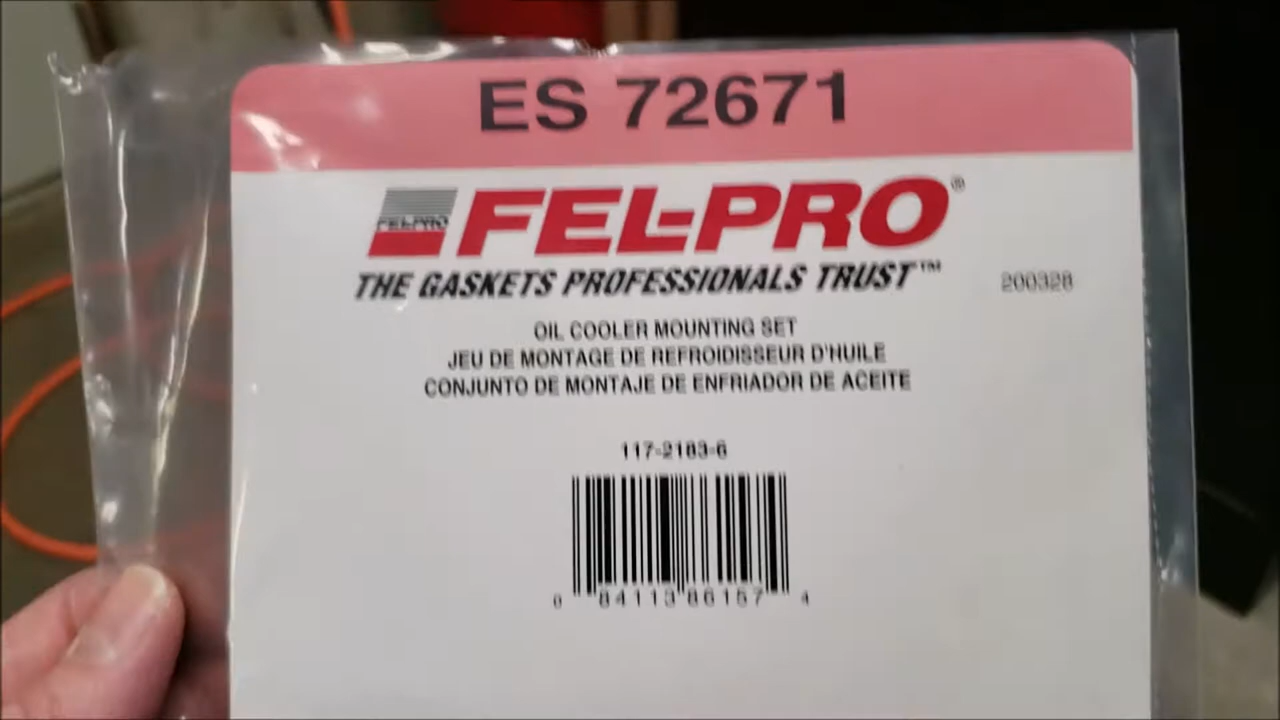 ES 72671
FEL-PRO
FEL-PRO®
THE GASKETS PROFESSIONALS TRUST™
200328
OIL COOLER MOUNTING SET
JEU DE MONTAGE DE REFROIDISSEUR D'HUILE
CONJUNTO DE MONTAJE DE ENFRIADOR DE ACEITE
117-2183-6
0 84113 86157 4